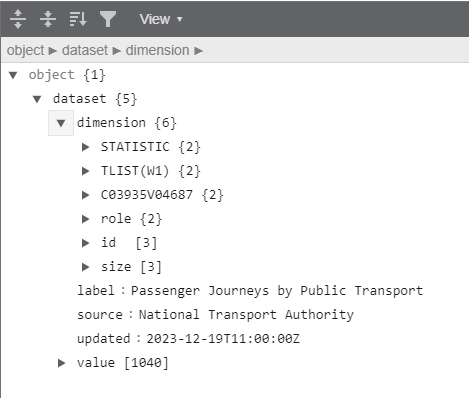 View
object dataset dimension
object {1}
dataset {5}
dimension {6}
STATISTIC {2}
TLIST(W1) {2}
C03935V04687 {2}
role {2}
id [3]
size [3]
label : Passenger Journeys by Public Transport
source : National Transport Authority
updated : 2023-12-19T11:00:00Z
value [1040]